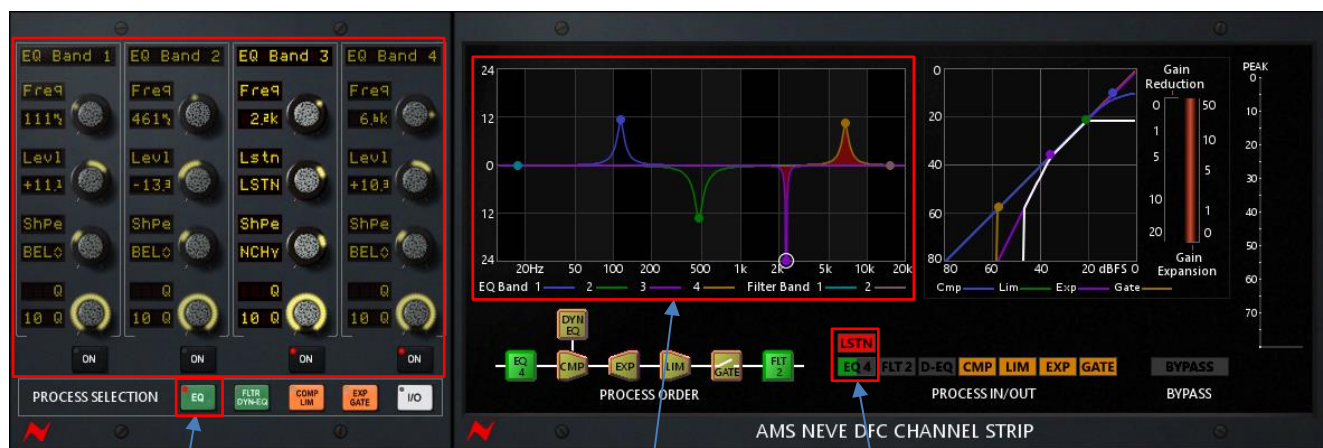 EQ Band 1 EQ Band 2 EQ Band 3 EQ Band 4
Freq Freq Freq Freq
111Hz 461Hz 2.2k 6.6k
Levl Levl Lstn Levl
+11.1 -13.3 LSTN +10.3
ShPe ShPe ShPe ShPe
BEL BEL NCHy BEL
Q Q Q Q
10 Q 10 Q 10 Q 10 Q
ON ON ON ON
PROCESS SELECTION EQ FLTR DYN-EQ COMP LIM EXP GATE I/O
24
12
0
12
24
20Hz 50 100 200 500 1k 2k 5k 10k 20k
EQ Band 1 2 3 4 Filter Band 1 2
0
20
40
60
80
80 60 40 20 dBFS 0
Cmp Lim Exp Gate
Gain
Reduction
0 50
1 10
5 5
10 1
20 0
Gain
Expansion
PEAK
0
10
20
30
40
50
60
70
DYN
EQ
EQ
4
CMP EXP LIM GATE FLT
2
PROCESS ORDER
LSTN
EQ 4 FLT 2 D-EQ CMP LIM EXP GATE BYPASS
PROCESS IN/OUT BYPASS
AMS NEVE DFC CHANNEL STRIP